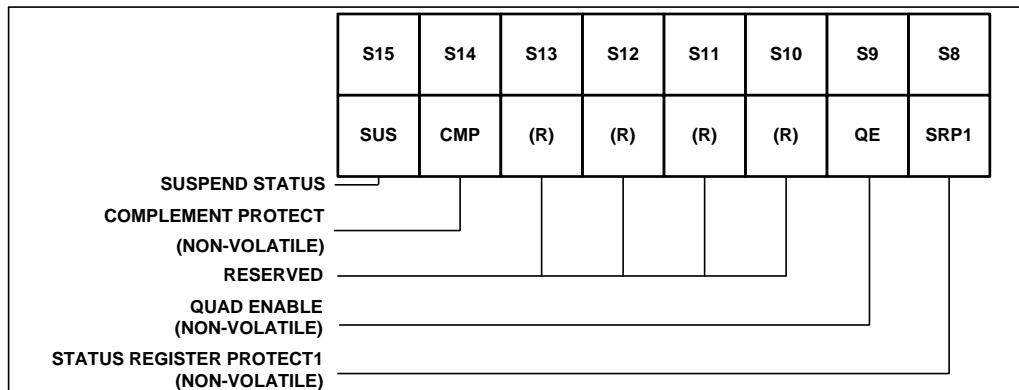 S15 S14 S13 S12 S11 S10 S9 S8
SUS CMP (R) (R) (R) (R) QE SRP1
SUSPEND STATUS
COMPLEMENT PROTECT
(NON-VOLATILE)
RESERVED
QUAD ENABLE
(NON-VOLATILE)
STATUS REGISTER PROTECT1
(NON-VOLATILE)